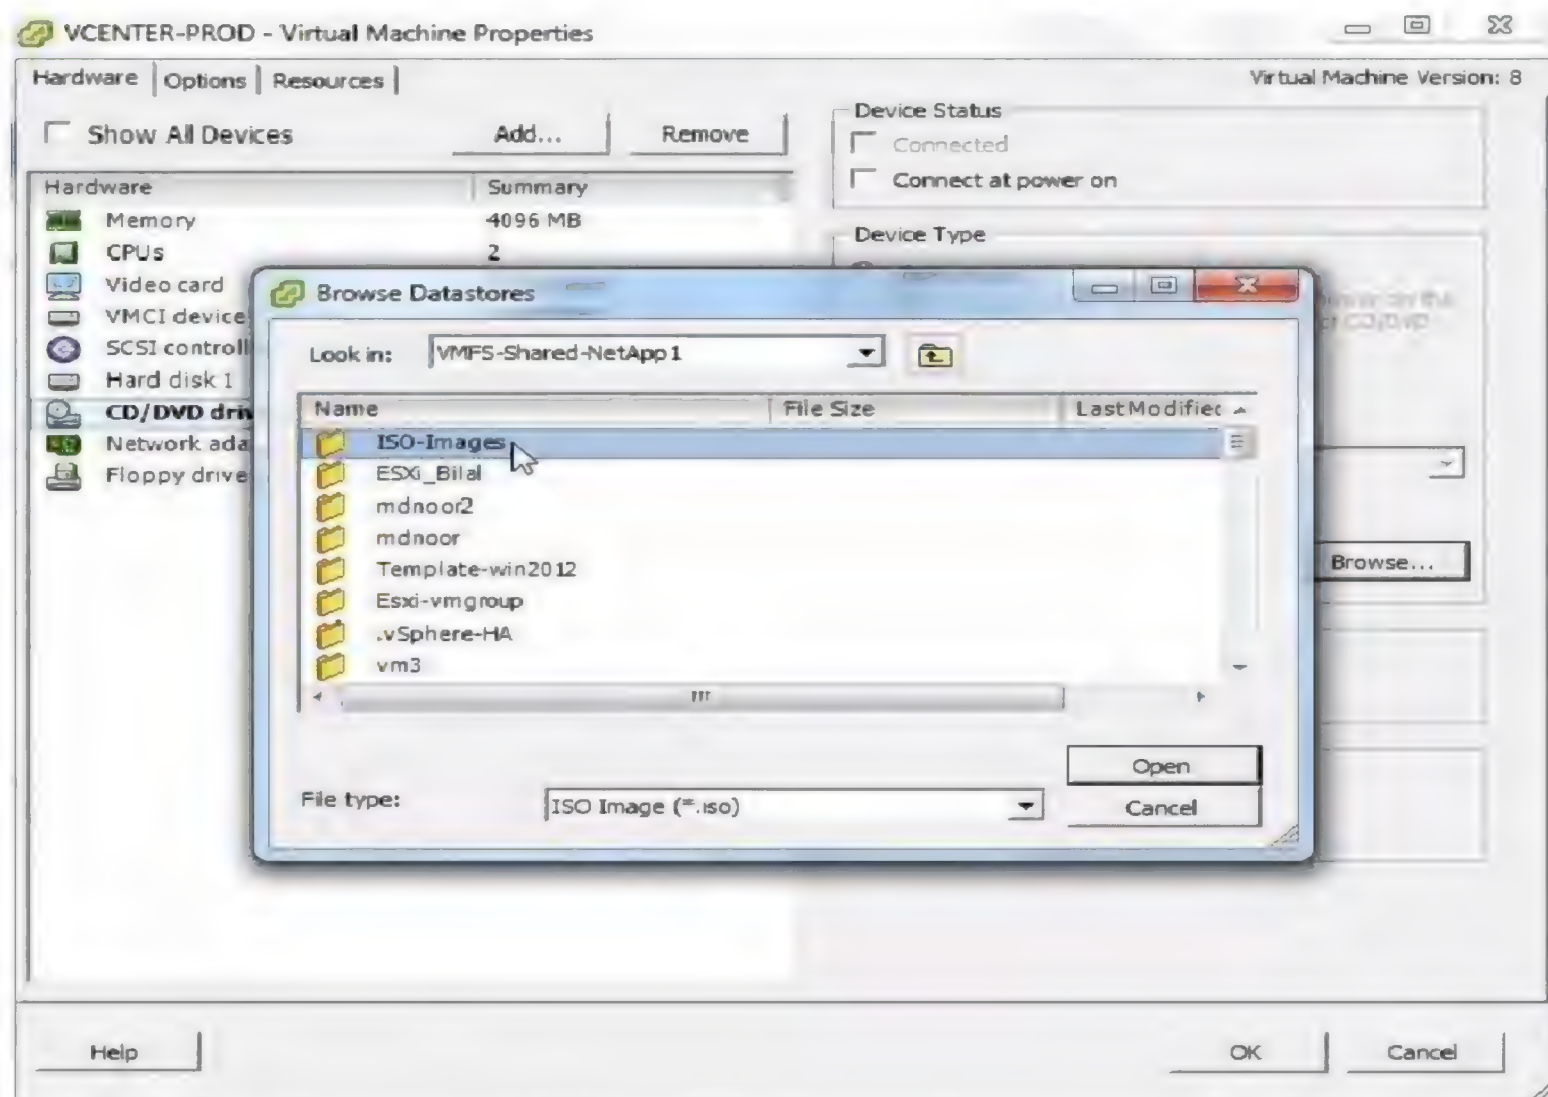 VCENTER-PROD - Virtual Machine Properties
Hardware Options Resources
Virtual Machine Version: 8
Show All Devices
Add...
Remove
Hardware Summary
Memory 4096 MB
CPUs 2
Video card
VMCI device
SCSI controll
Hard disk 1
CD/DVD driv
Network ada
Floppy drive
Device Status
Connected
Connect at power on
Device Type
CD/DVD
Browse...
Browse Datastores
Look in: VMFS-Shared-NetApp1
Name File Size Last Modifiec
ISO-Images
ESXi_Bilal
mdnoor2
mdnoor
Template-win2012
Esxi-vmgroup
.vSphere-HA
vm3
Open
File type: ISO Image (*.iso)
Cancel
Help
OK
Cancel